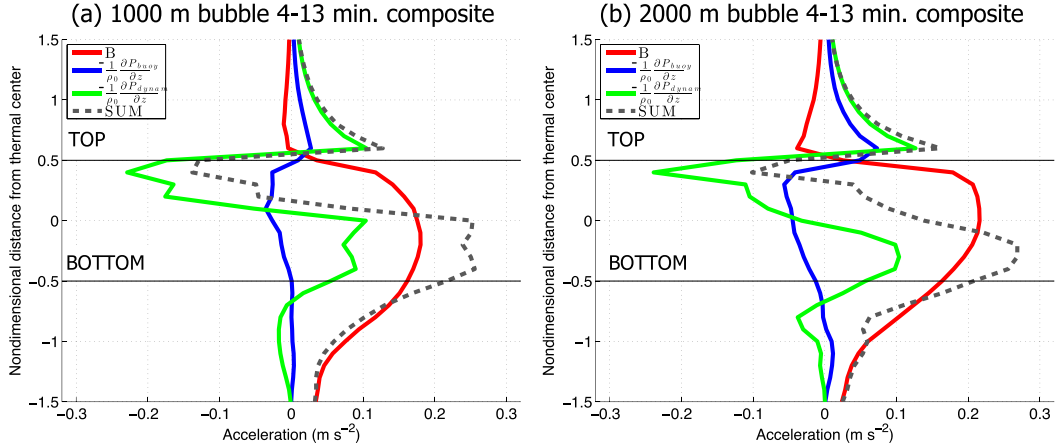 (a) 1000 m bubble 4-13 min. composite
1.5
1
0.5
0
−0.5
−1
−1.5
−0.3
−0.2
−0.1
0
0.1
0.2
0.3
Nondimensional distance from thermal center
Acceleration (m s⁻²)
B
-1/ρ₀ ∂P_buoy/∂z
-1/ρ₀ ∂P_dynam/∂z
SUM
TOP
BOTTOM
(b) 2000 m bubble 4-13 min. composite
1.5
1
0.5
0
−0.5
−1
−1.5
−0.3
−0.2
−0.1
0
0.1
0.2
0.3
Nondimensional distance from thermal center
Acceleration (m s⁻²)
B
-1/ρ₀ ∂P_buoy/∂z
-1/ρ₀ ∂P_dynam/∂z
SUM
TOP
BOTTOM